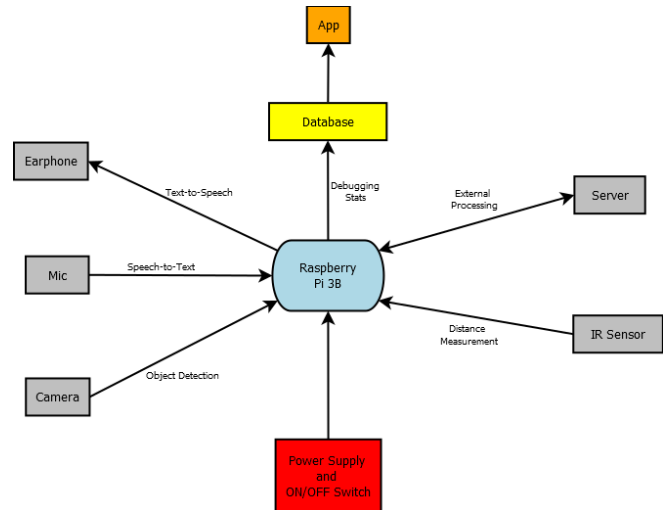 App
Database
Earphone
Text-to-Speech
Debugging
Stats
External
Processing
Server
Mic
Speech-to-Text
Raspberry
Pi 3B
Distance
Measurement
IR Sensor
Camera
Object Detection
Power Supply
and
ON/OFF Switch